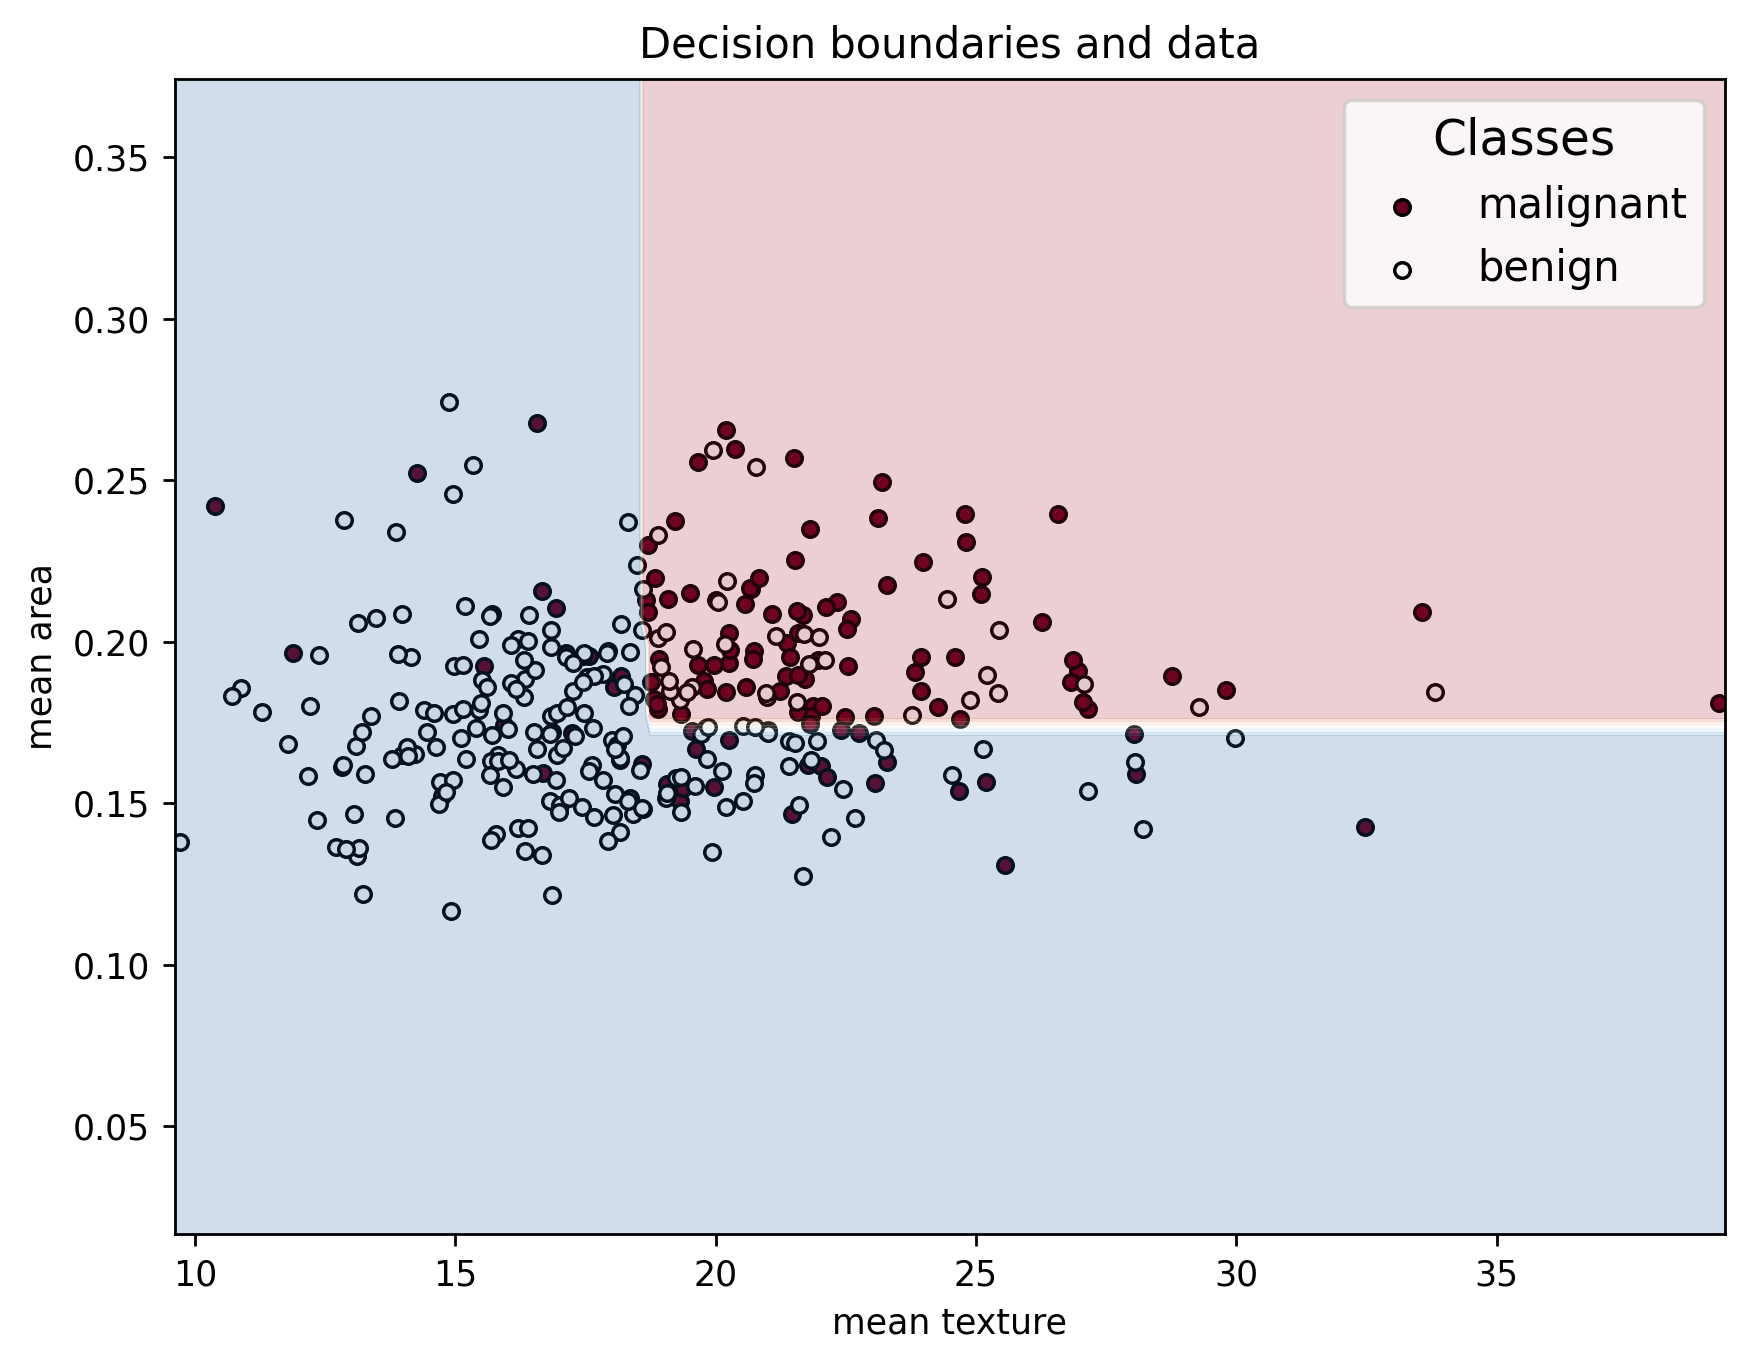 Decision boundaries and data
Classes
malignant
benign
mean area
0.35
0.30
0.25
0.20
0.15
0.10
0.05
10 15 20 25 30 35
mean texture